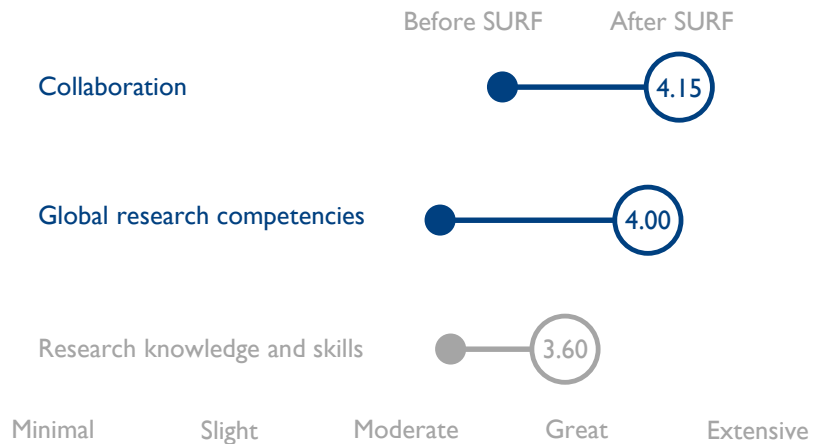 Before SURF After SURF
Collaboration 4.15
Global research competencies 4.00
Research knowledge and skills 3.60
Minimal Slight Moderate Great Extensive